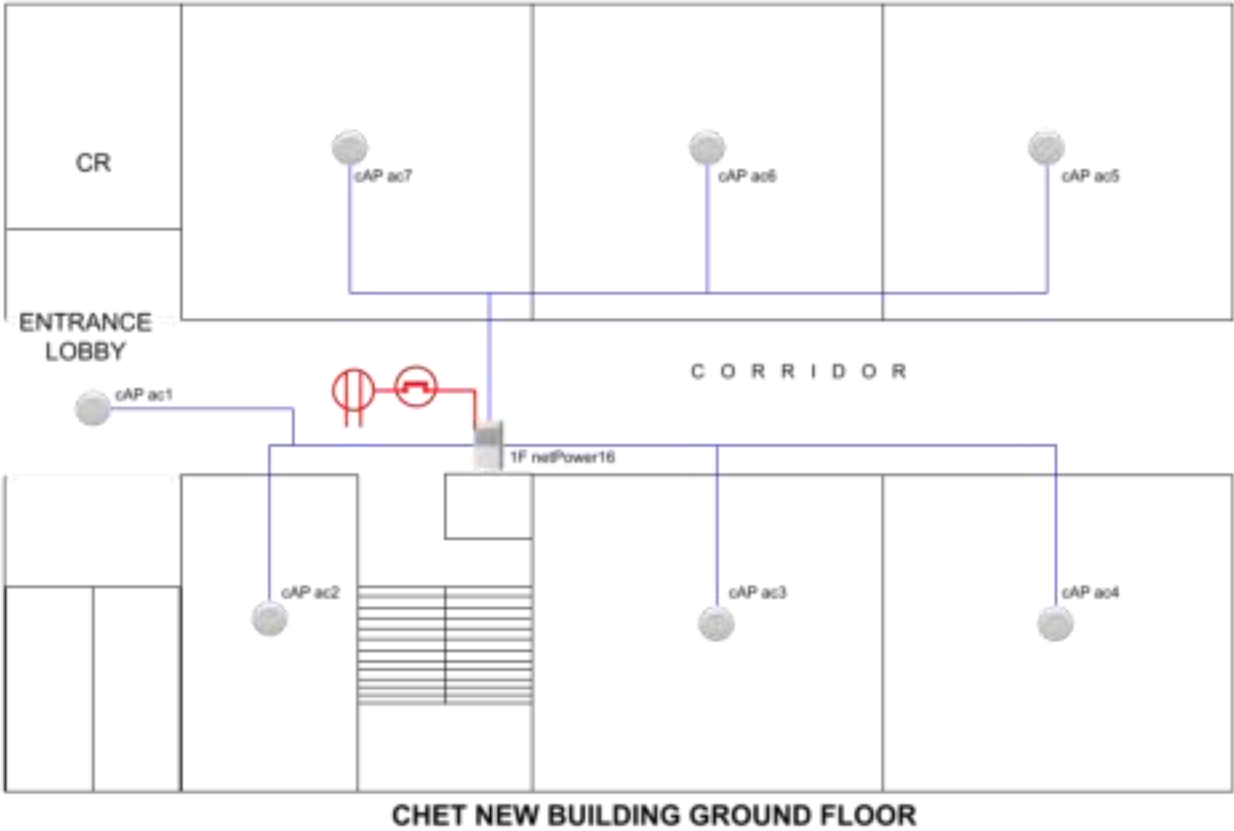 CR
cAP ac7
cAP ac6
cAP ac5
ENTRANCE
LOBBY
CORRIDOR
cAP ac1
1F netPower16
cAP ac2
cAP ac3
cAP ac4
CHET NEW BUILDING GROUND FLOOR